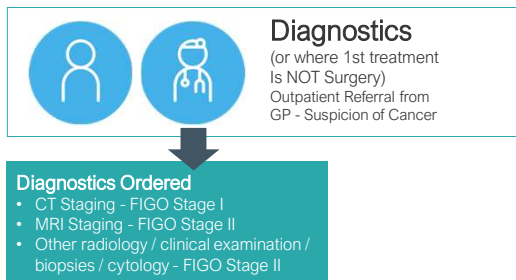 Diagnostics
(or where 1st treatment
Is NOT Surgery)
Outpatient Referral from
GP - Suspicion of Cancer
Diagnostics Ordered
• CT Staging - FIGO Stage I
• MRI Staging - FIGO Stage II
• Other radiology / clinical examination /
biopsies / cytology - FIGO Stage II